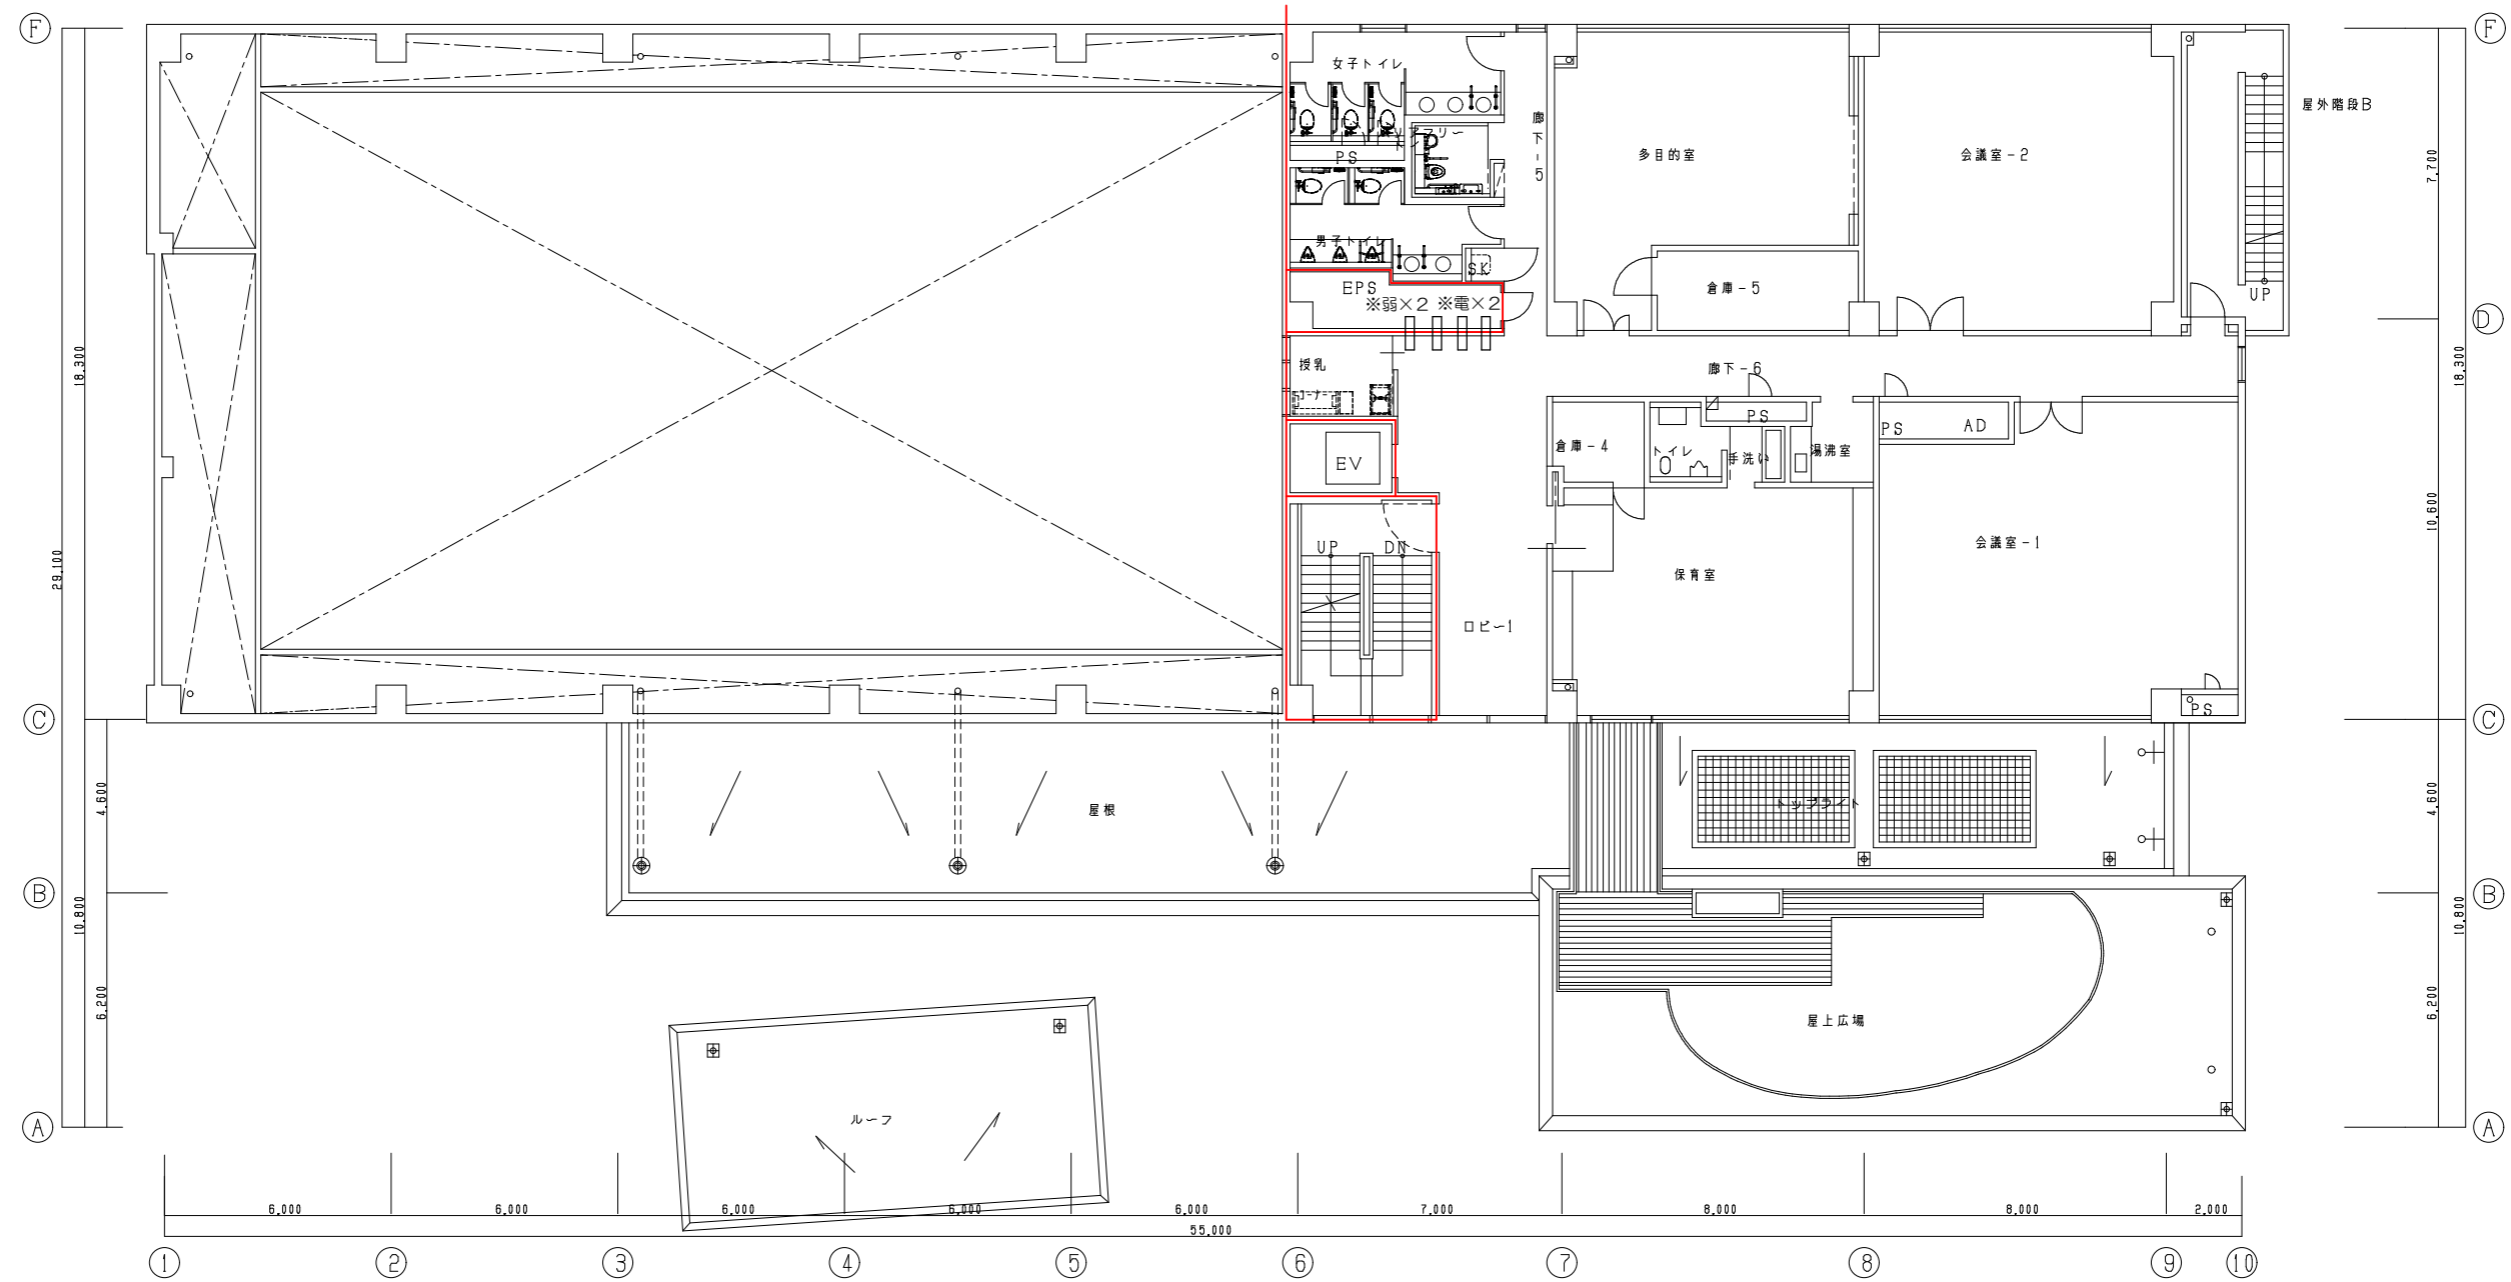 F
F
女子トイレ
屋外階段B
廊下-5
7,700
PS
多目的室
会議室-2
男子トイレ
SK
EPS
※弱×2 ※電×2
倉庫-5
UP
D
18,300
授乳
コーナー
廊下-6
18,300
PS
倉庫-4
トイレ
手洗い
湯沸室
PS
AD
EV
10,600
29,100
UP
DN
会議室-1
保育室
ロビー1
PS
C
C
4,600
屋根
トップライト
4,600
B
B
10,800
10,800
6,200
6,200
屋上広場
ルーフ
A
A
6,000
6,000
6,000
6,000
6,000
7,000
8,000
8,000
2,000
55,000
1
2
3
4
5
6
7
8
9
10